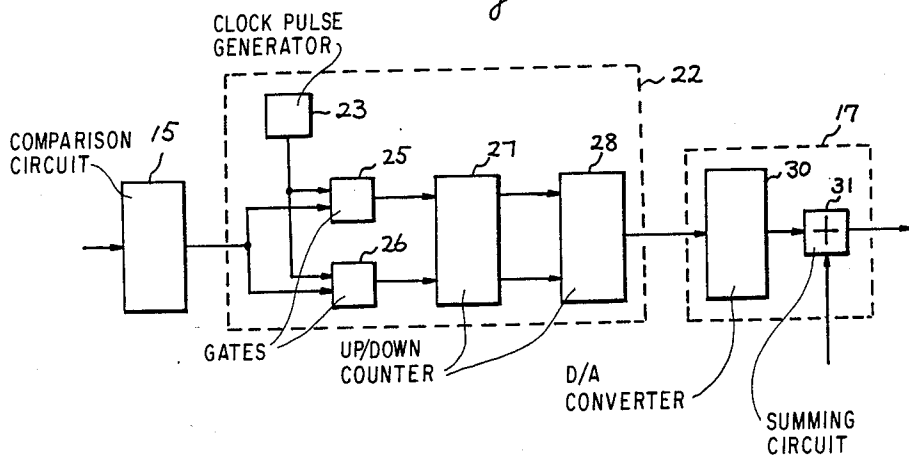 CLOCK PULSE
GENERATOR
23
22
COMPARISON
CIRCUIT
15
25
26
27
28
17
30
31
GATES
UP/DOWN
COUNTER
D/A
CONVERTER
SUMMING
CIRCUIT